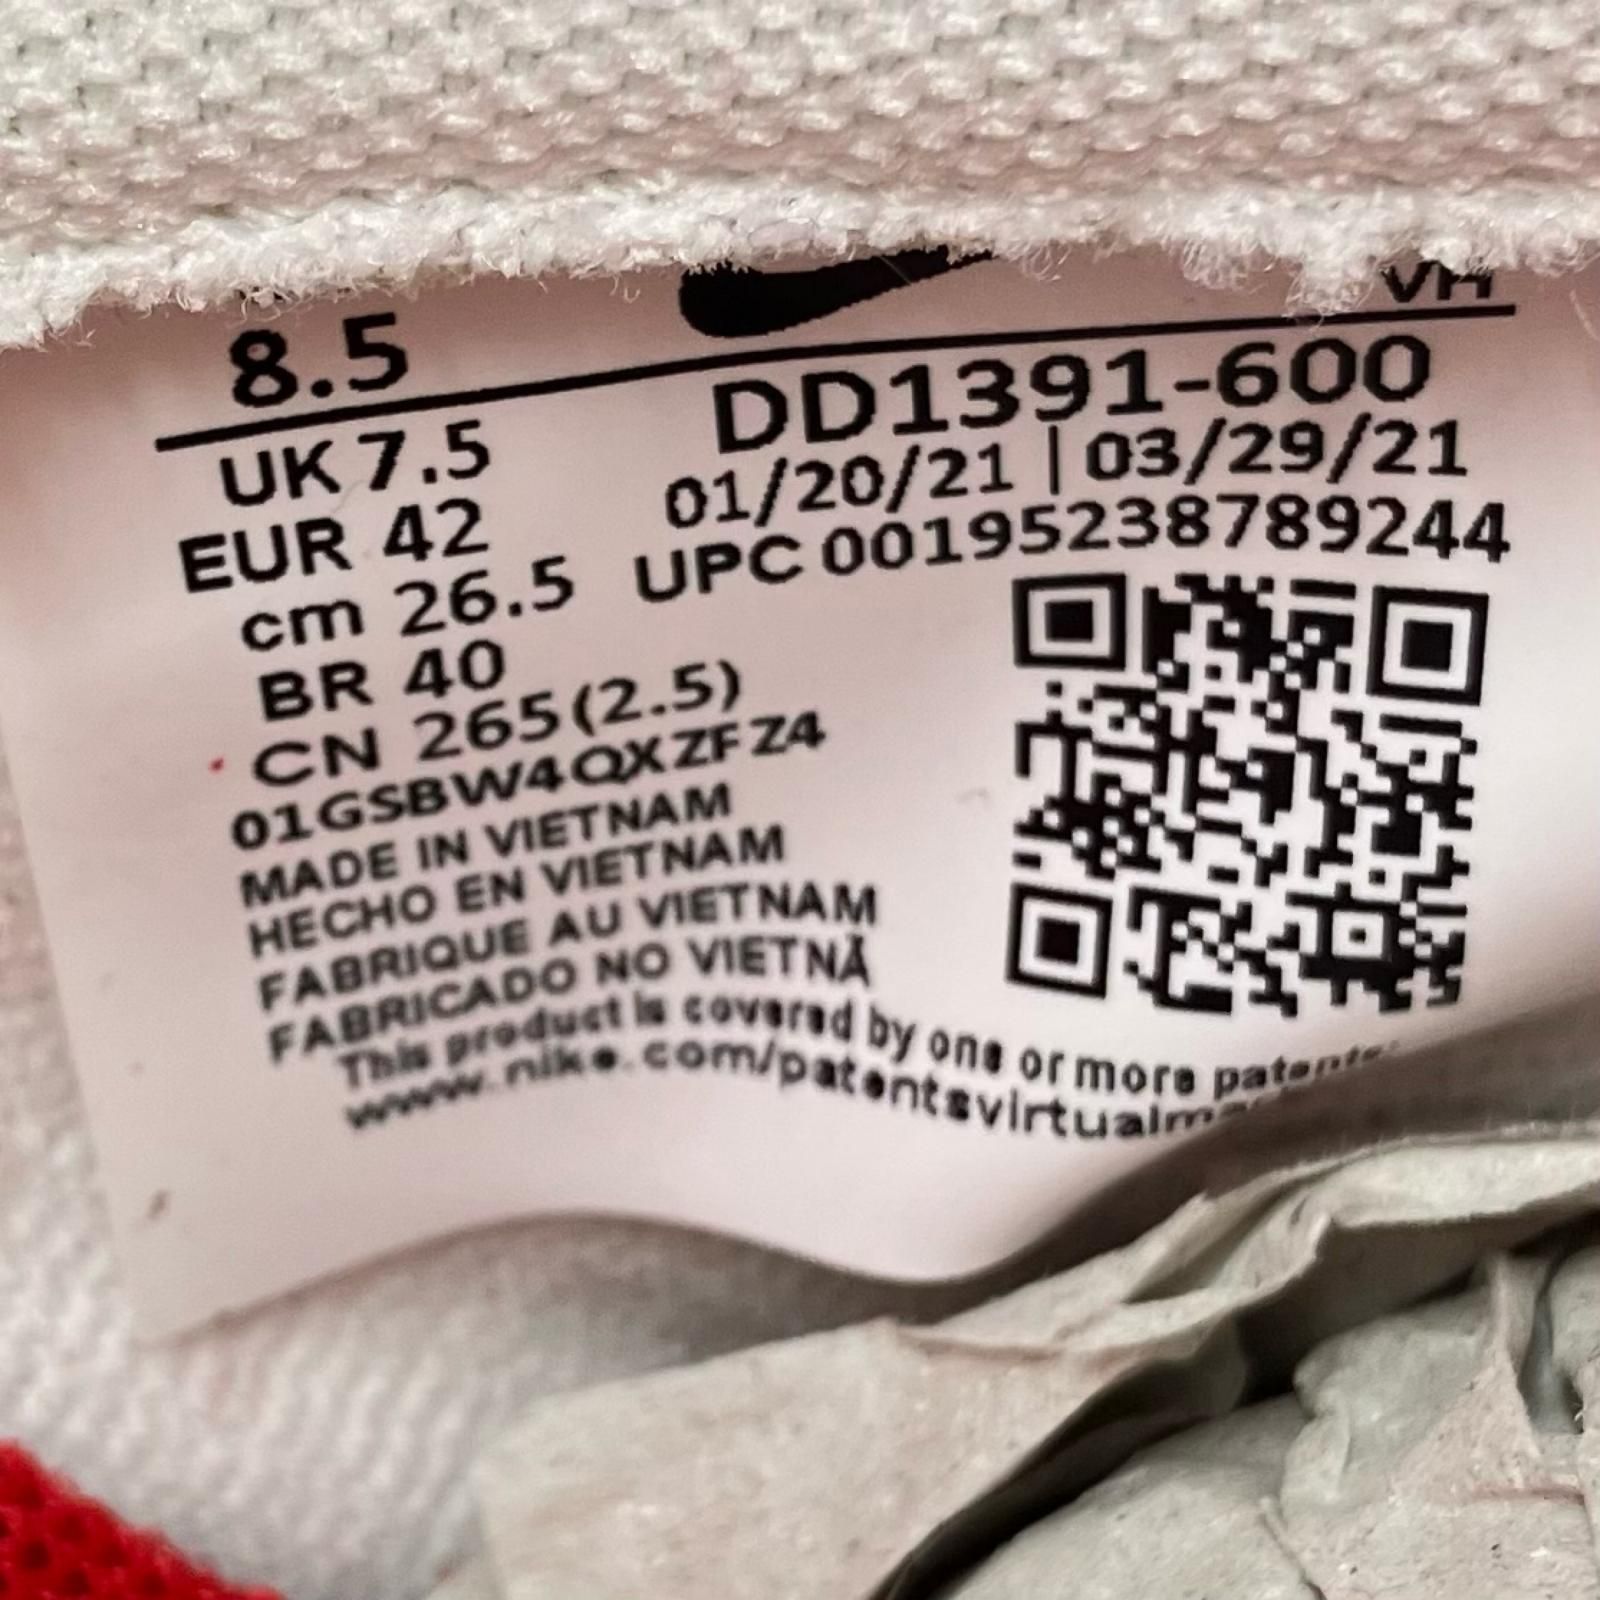 VH
8.5
DD1391-600
UK 7.5
01/20/21 | 03/29/21
EUR 42
UPC 00195238789244
cm 26.5
BR 40
CN 265(2.5)
01GSBW4QXZFZ4
MADE IN VIETNAM
HECHO EN VIETNAM
FABRIQUE AU VIETNAM
FABRICADO NO VIETNÃ
This product is covered by one or more patents:
www.nike.com/patentsvirtualm